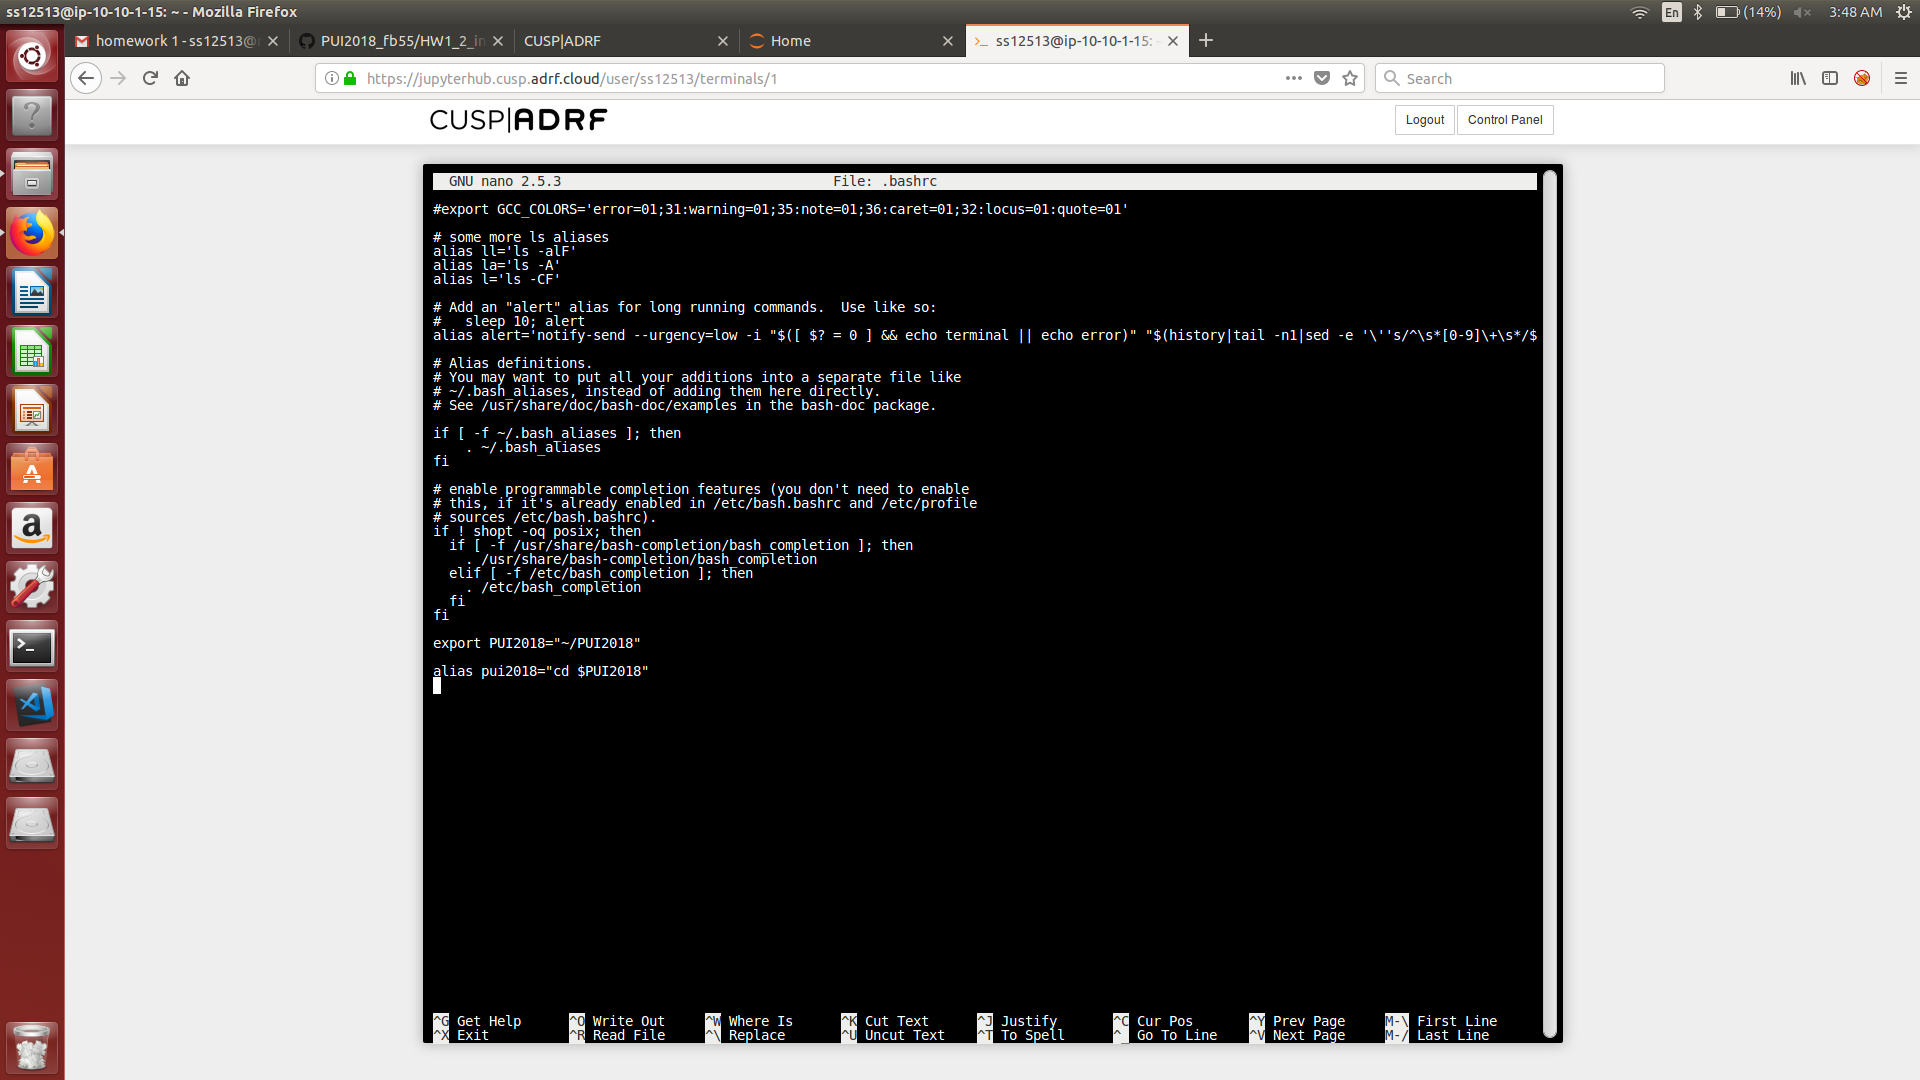 ss12513@ip-10-10-1-15: ~ - Mozilla Firefox
En (14%) 3:48 AM
homework 1 - ss12513@
PUI2018_fb55/HW1_2_in
CUSP|ADRF
Home
ss12513@ip-10-10-1-15: ~
https://jupyterhub.cusp.adrf.cloud/user/ss12513/terminals/1
Search
CUSP|ADRF
Logout
Control Panel
GNU nano 2.5.3 File: .bashrc
#export GCC_COLORS='error=01;31:warning=01;35:note=01;36:caret=01;32:locus=01:quote=01'
# some more ls aliases
alias ll='ls -alF'
alias la='ls -A'
alias l='ls -CF'
# Add an "alert" alias for long running commands.  Use like so:
#   sleep 10; alert
alias alert='notify-send --urgency=low -i "$([ $? = 0 ] && echo terminal || echo error)" "$(history|tail -n1|sed -e '\''s/^\s*[0-9]\+\s*/$
# Alias definitions.
# You may want to put all your additions into a separate file like
# ~/.bash_aliases, instead of adding them here directly.
# See /usr/share/doc/bash-doc/examples in the bash-doc package.
if [ -f ~/.bash_aliases ]; then
    . ~/.bash_aliases
fi
# enable programmable completion features (you don't need to enable
# this, if it's already enabled in /etc/bash.bashrc and /etc/profile
# sources /etc/bash.bashrc).
if ! shopt -oq posix; then
  if [ -f /usr/share/bash-completion/bash_completion ]; then
    . /usr/share/bash-completion/bash_completion
  elif [ -f /etc/bash_completion ]; then
    . /etc/bash_completion
  fi
fi
export PUI2018="~/PUI2018"
alias pui2018="cd $PUI2018"
^G Get Help ^O Write Out ^W Where Is ^K Cut Text ^J Justify ^C Cur Pos ^Y Prev Page M-\ First Line
^X Exit ^R Read File ^\ Replace ^U Uncut Text ^T To Spell ^_ Go To Line ^V Next Page M-/ Last Line